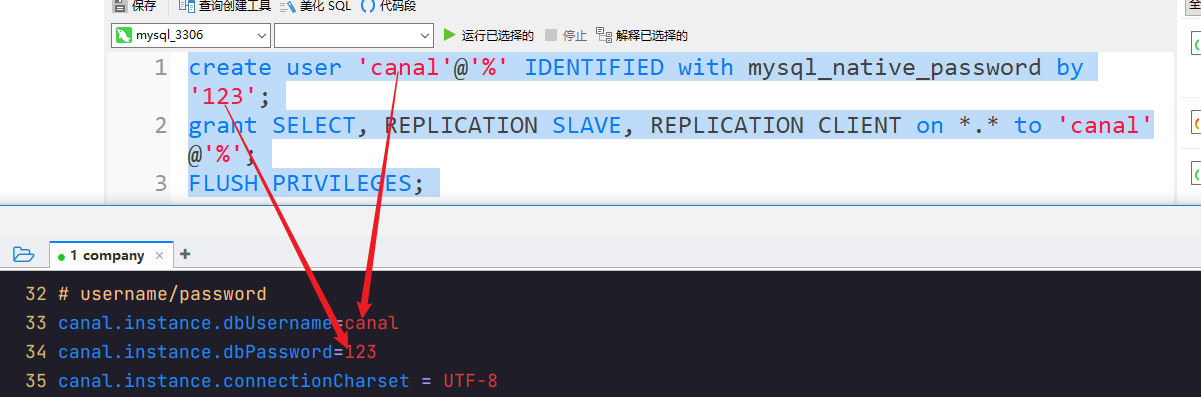 保存 查询创建工具 美化 SQL 代码段 全
mysql_3306 运行已选择的 停止 解释已选择的
1 create user 'canal'@'%' IDENTIFIED with mysql_native_password by
'123';
2 grant SELECT, REPLICATION SLAVE, REPLICATION CLIENT on *.* to 'canal'
@'%';
3 FLUSH PRIVILEGES;
1 company × +
32 # username/password
33 canal.instance.dbUsername=canal
34 canal.instance.dbPassword=123
35 canal.instance.connectionCharset = UTF-8